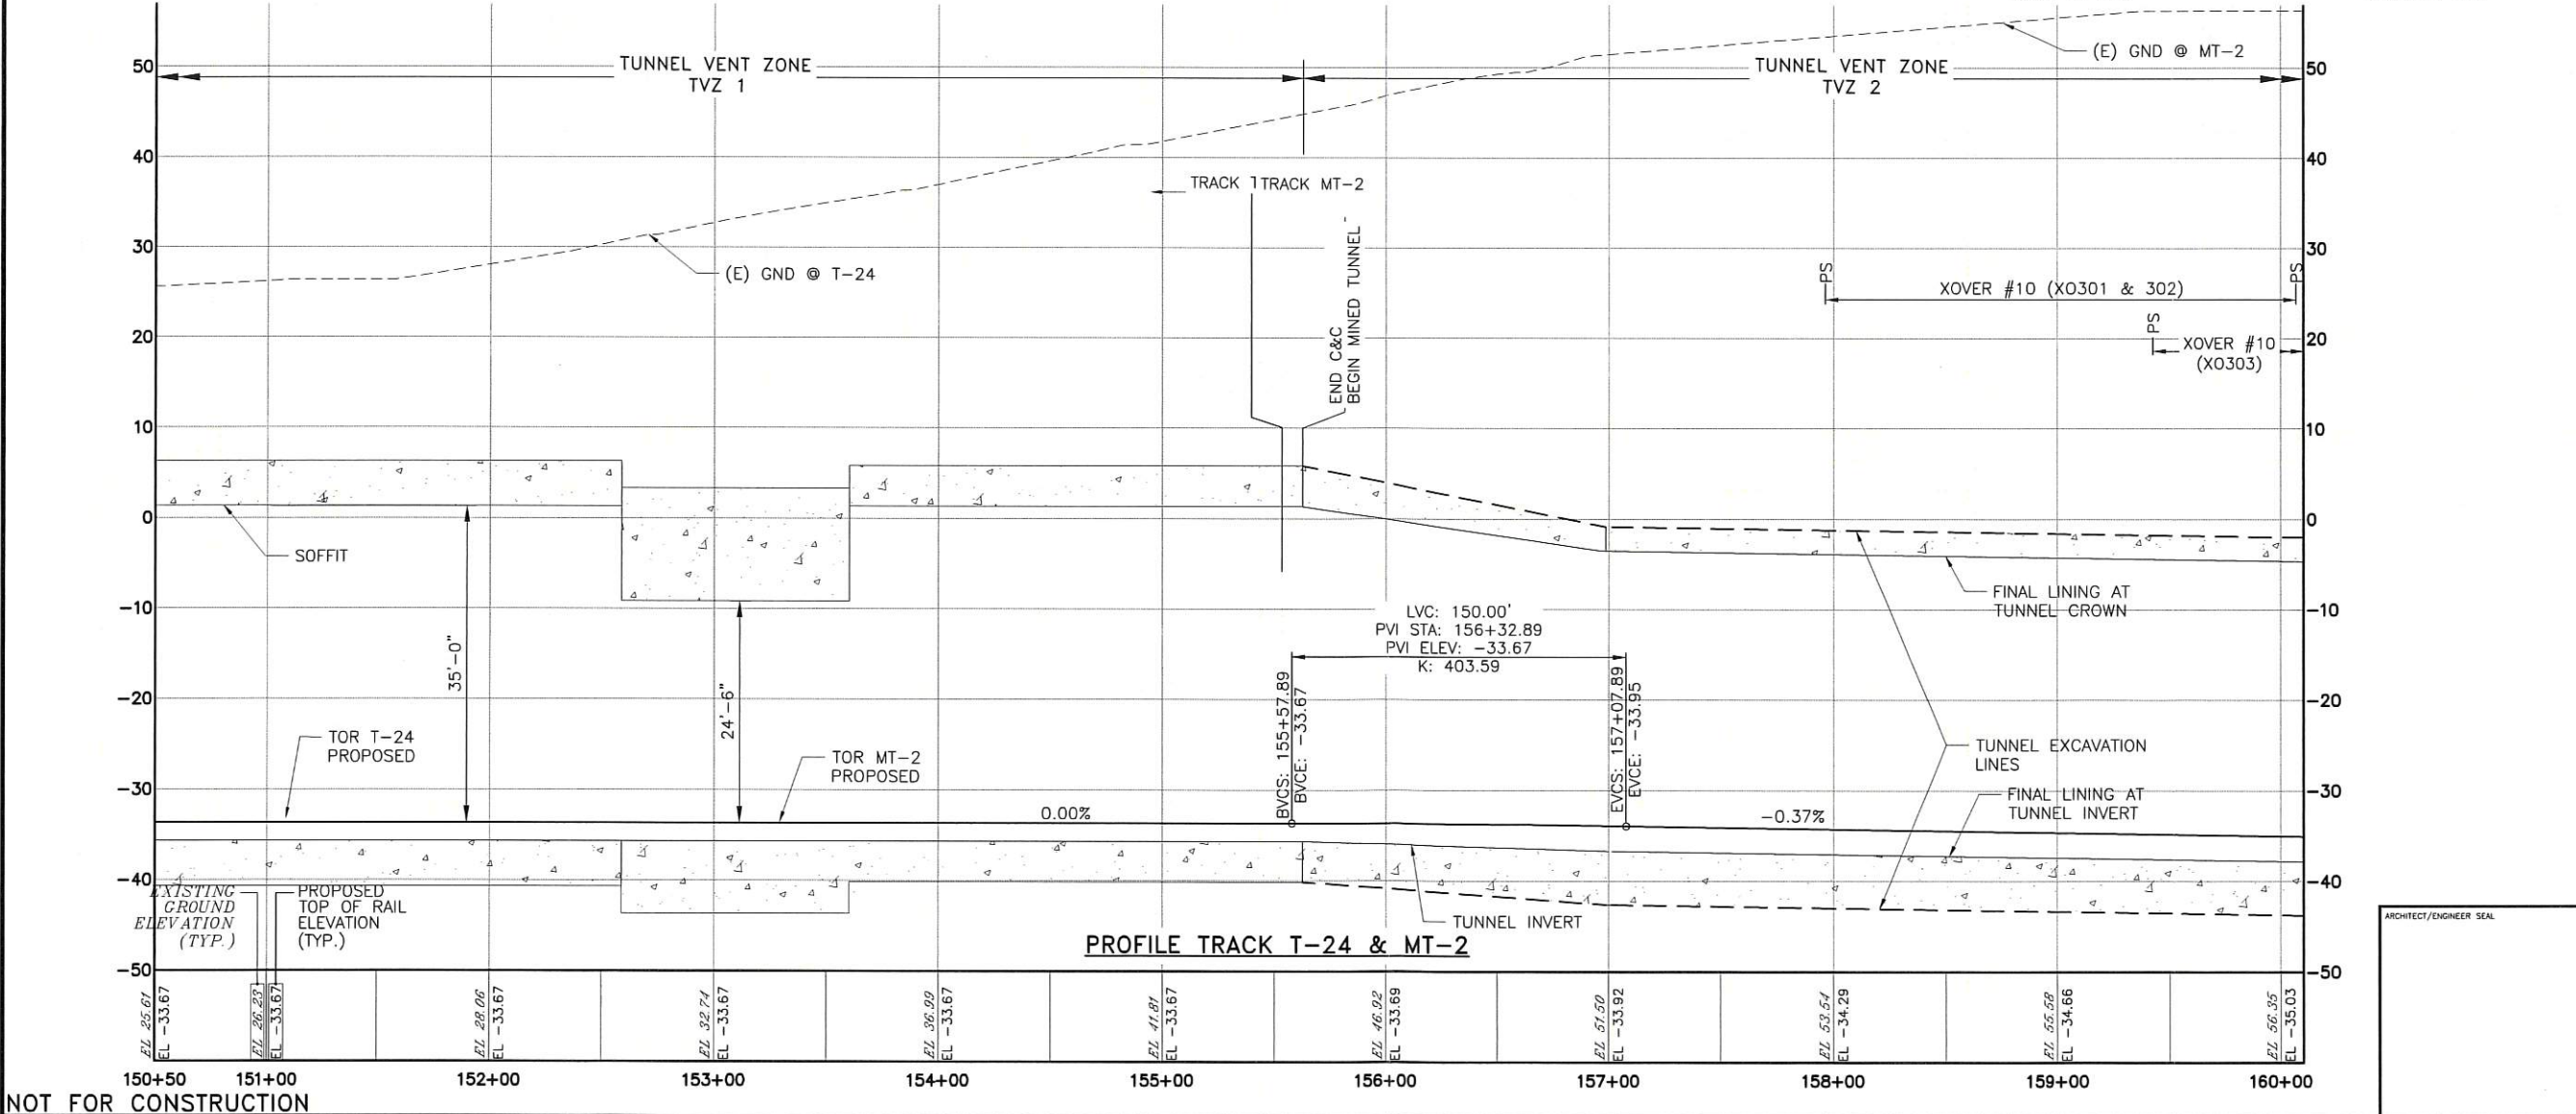 TUNNEL VENT ZONE
TVZ 1
TUNNEL VENT ZONE
TVZ 2
(E) GND @ MT-2
50
40
30
20
10
0
-10
-20
-30
-40
-50
50
40
30
20
10
0
-10
-20
-30
-40
-50
TRACK TRACK MT-2
(E) GND @ T-24
END C&C
BEGIN MINED TUNNEL
PS
PS
XOVER #10 (XO301 & 302)
PS
XOVER #10
(XO303)
SOFFIT
35'-0"
24'-6"
FINAL LINING AT
TUNNEL CROWN
LVC: 150.00'
PVI STA: 156+32.89
PVI ELEV: -33.67
K: 403.59
BVCS: 155+57.89
BVCE: -33.67
EVCS: 157+07.89
EVCE: -33.95
TOR T-24
PROPOSED
TOR MT-2
PROPOSED
0.00%
-0.37%
TUNNEL EXCAVATION
LINES
FINAL LINING AT
TUNNEL INVERT
EXISTING
GROUND
ELEVATION
(TYP.)
PROPOSED
TOP OF RAIL
ELEVATION
(TYP.)
TUNNEL INVERT
PROFILE TRACK T-24 & MT-2
ARCHITECT/ENGINEER SEAL
EL 25.61
EL -33.67
EL 26.23
EL -33.67
EL 28.06
EL -33.67
EL 32.74
EL -33.67
EL 36.99
EL -33.67
EL 41.81
EL -33.67
EL 46.92
EL -33.69
EL 51.50
EL -33.92
EL 53.54
EL -34.29
EL 55.58
EL -34.66
EL 56.35
EL -35.03
150+50 151+00 152+00 153+00 154+00 155+00 156+00 157+00 158+00 159+00 160+00
NOT FOR CONSTRUCTION